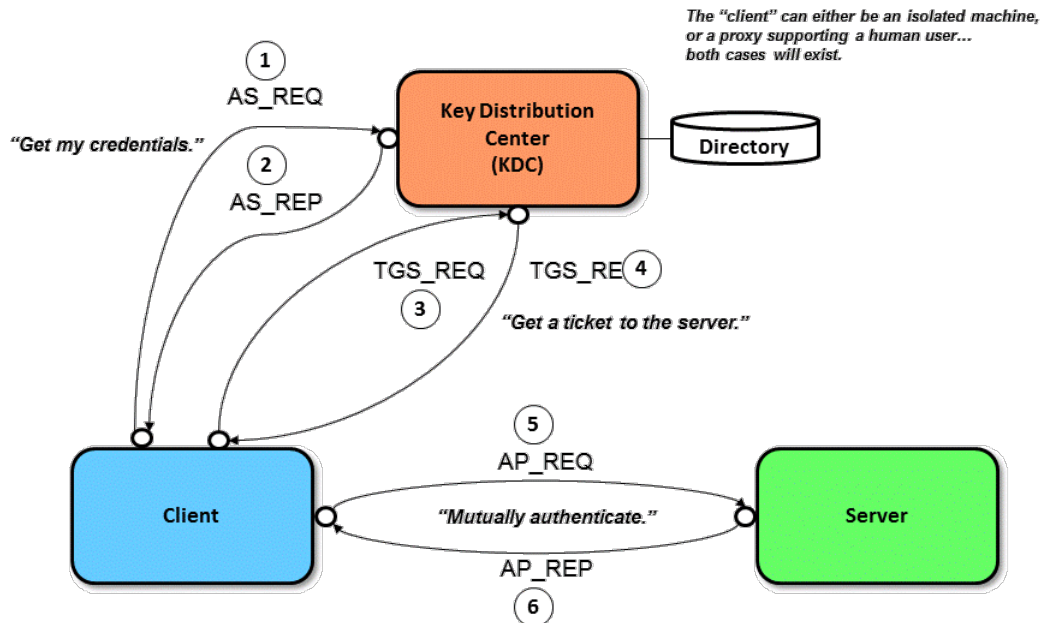 The “client” can either be an isolated machine,
or a proxy supporting a human user…
both cases will exist.
1
AS_REQ
Key Distribution
Center
(KDC)
Directory
“Get my credentials.”
2
AS_REP
TGS_REQ
3
TGS_RE
4
“Get a ticket to the server.”
5
AP_REQ
Client
“Mutually authenticate.”
Server
AP_REP
6